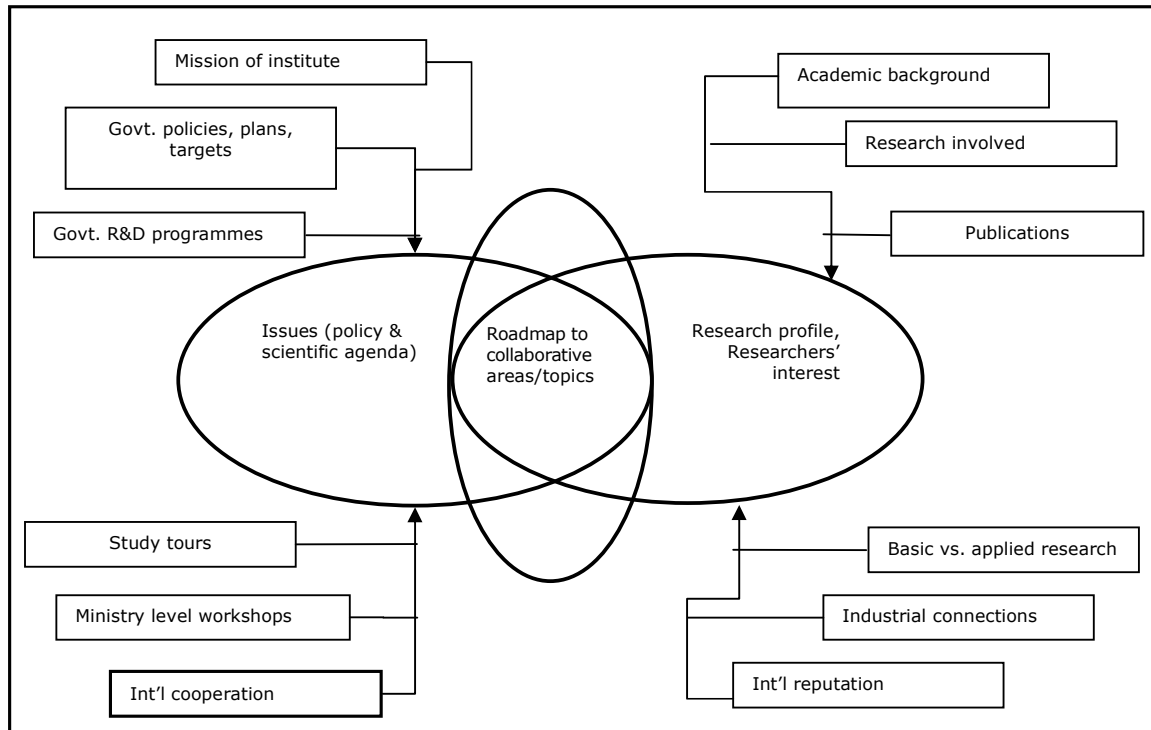 Mission of institute
Govt. policies, plans,
targets
Govt. R&D programmes
Academic background
Research involved
Publications
Issues (policy &
scientific agenda)
Roadmap to
collaborative
areas/topics
Research profile,
Researchers’
interest
Study tours
Ministry level workshops
Int’l cooperation
Basic vs. applied research
Industrial connections
Int’l reputation